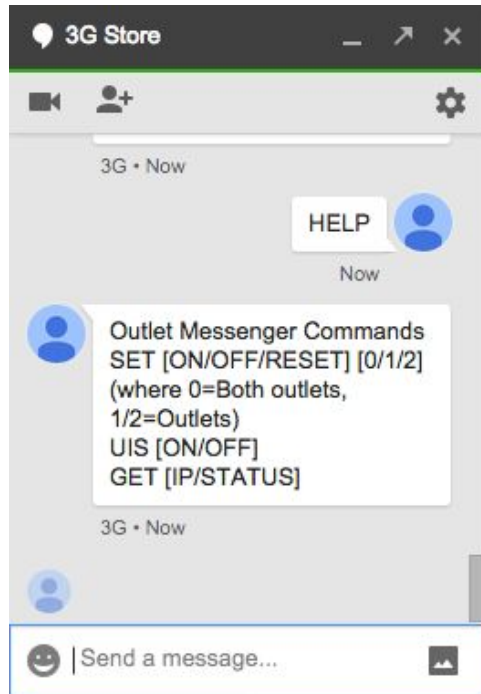 3G Store
3G • Now
HELP
Now
Outlet Messenger Commands
SET [ON/OFF/RESET] [0/1/2]
(where 0=Both outlets,
1/2=Outlets)
UIS [ON/OFF]
GET [IP/STATUS]
3G • Now
Send a message...